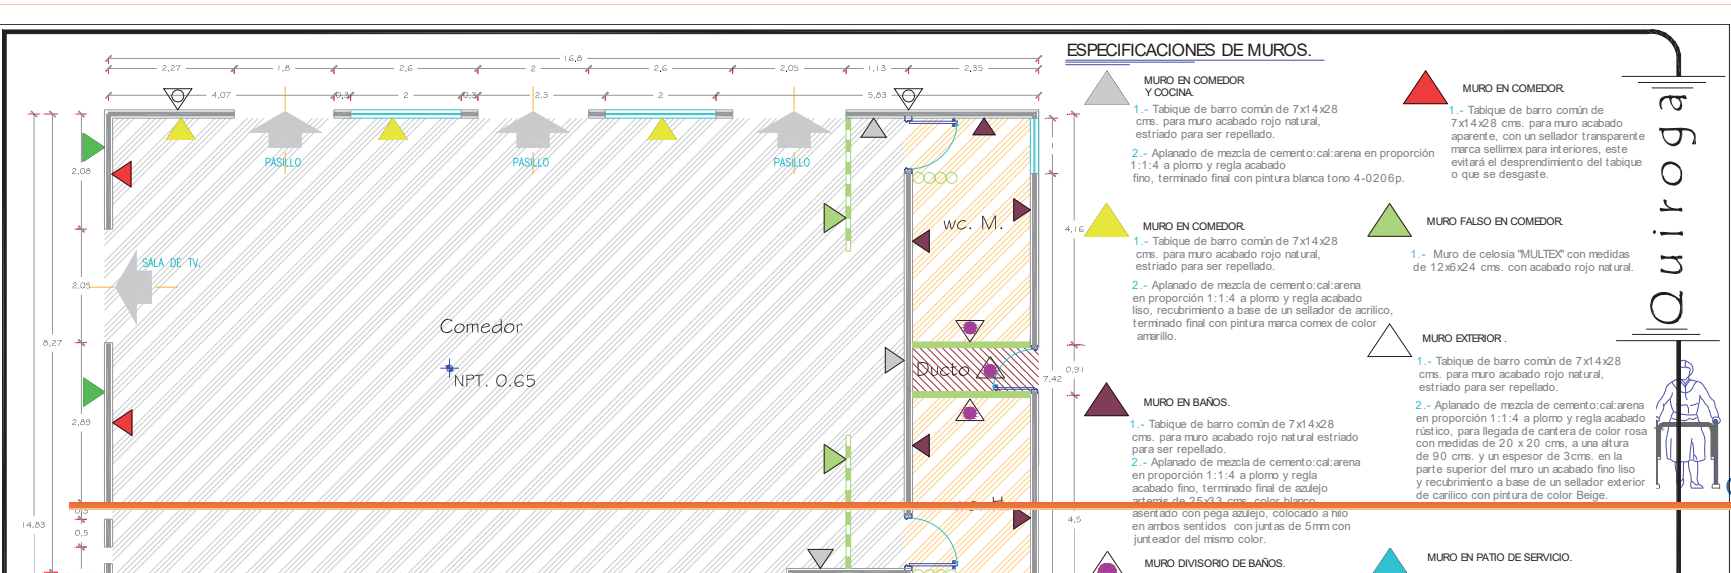 16,8
2,27
1,8
2,6
2
2,6
2,05
1,13
2,35
4,07
0,3
2
0,3
2,3
2
5,83
PASILLO
PASILLO
PASILLO
2,08
SALA DE TV.
2,05
8,27
2,89
14,83
0,5
Comedor
NPT. 0.65
wc. M.
Ducto
4,16
0,91
7,42
4,5
ESPECIFICACIONES DE MUROS.
MURO EN COMEDOR
Y COCINA.
1.- Tabique de barro común de 7x14x28
cms. para muro acabado rojo natural,
estriado para ser repellado.
2.- Aplanado de mezcla de cemento:cal:arena en proporción
1:1:4 a plomo y regla acabado
fino, terminado final con pintura blanca tono 4-0206p.
MURO EN COMEDOR.
1.- Tabique de barro común de
7x14x28 cms. para muro acabado
aparente, con un sellador transparente
marca sellimex para interiores, este
evitará el desprendimiento del tabique
o que se desgaste.
MURO EN COMEDOR.
1.- Tabique de barro común de 7x14x28
cms. para muro acabado rojo natural,
estriado para ser repellado.
2.- Aplanado de mezcla de cemento:cal:arena
en proporción 1:1:4 a plomo y regla acabado
liso, recubrimiento a base de un sellador de acrilico,
terminado final con pintura marca comex de color
amarillo.
MURO FALSO EN COMEDOR.
1.- Muro de celosia "MULTEX" con medidas
de 12x6x24 cms. con acabado rojo natural.
MURO EXTERIOR .
1.- Tabique de barro común de 7x14x28
cms. para muro acabado rojo natural,
estriado para ser repellado.
2.- Aplanado de mezcla de cemento:cal:arena
en proporción 1:1:4 a plomo y regla acabado
rústico, para llegada de cantera de color rosa
con medidas de 20 x 20 cms, a una altura
de 90 cms. y un espesor de 3cms. en la
parte superior del muro un acabado fino liso
y recubrimiento a base de un sellador exterior
de carilico con pintura de color Beige.
MURO EN BAÑOS.
1.- Tabique de barro común de 7x14x28
cms. para muro acabado rojo natural estriado
para ser repellado.
2.- Aplanado de mezcla de cemento:cal:arena
en proporción 1:1:4 a plomo y regla
acabado fino, terminado final de azulejo
artemis de 25x33 cms. color blanco
asentado con pega azulejo, colocado a hilo
en ambos sentidos con juntas de 5mm con
junteador del mismo color.
MURO DIVISORIO DE BAÑOS.
MURO EN PATIO DE SERVICIO.
Quiroga